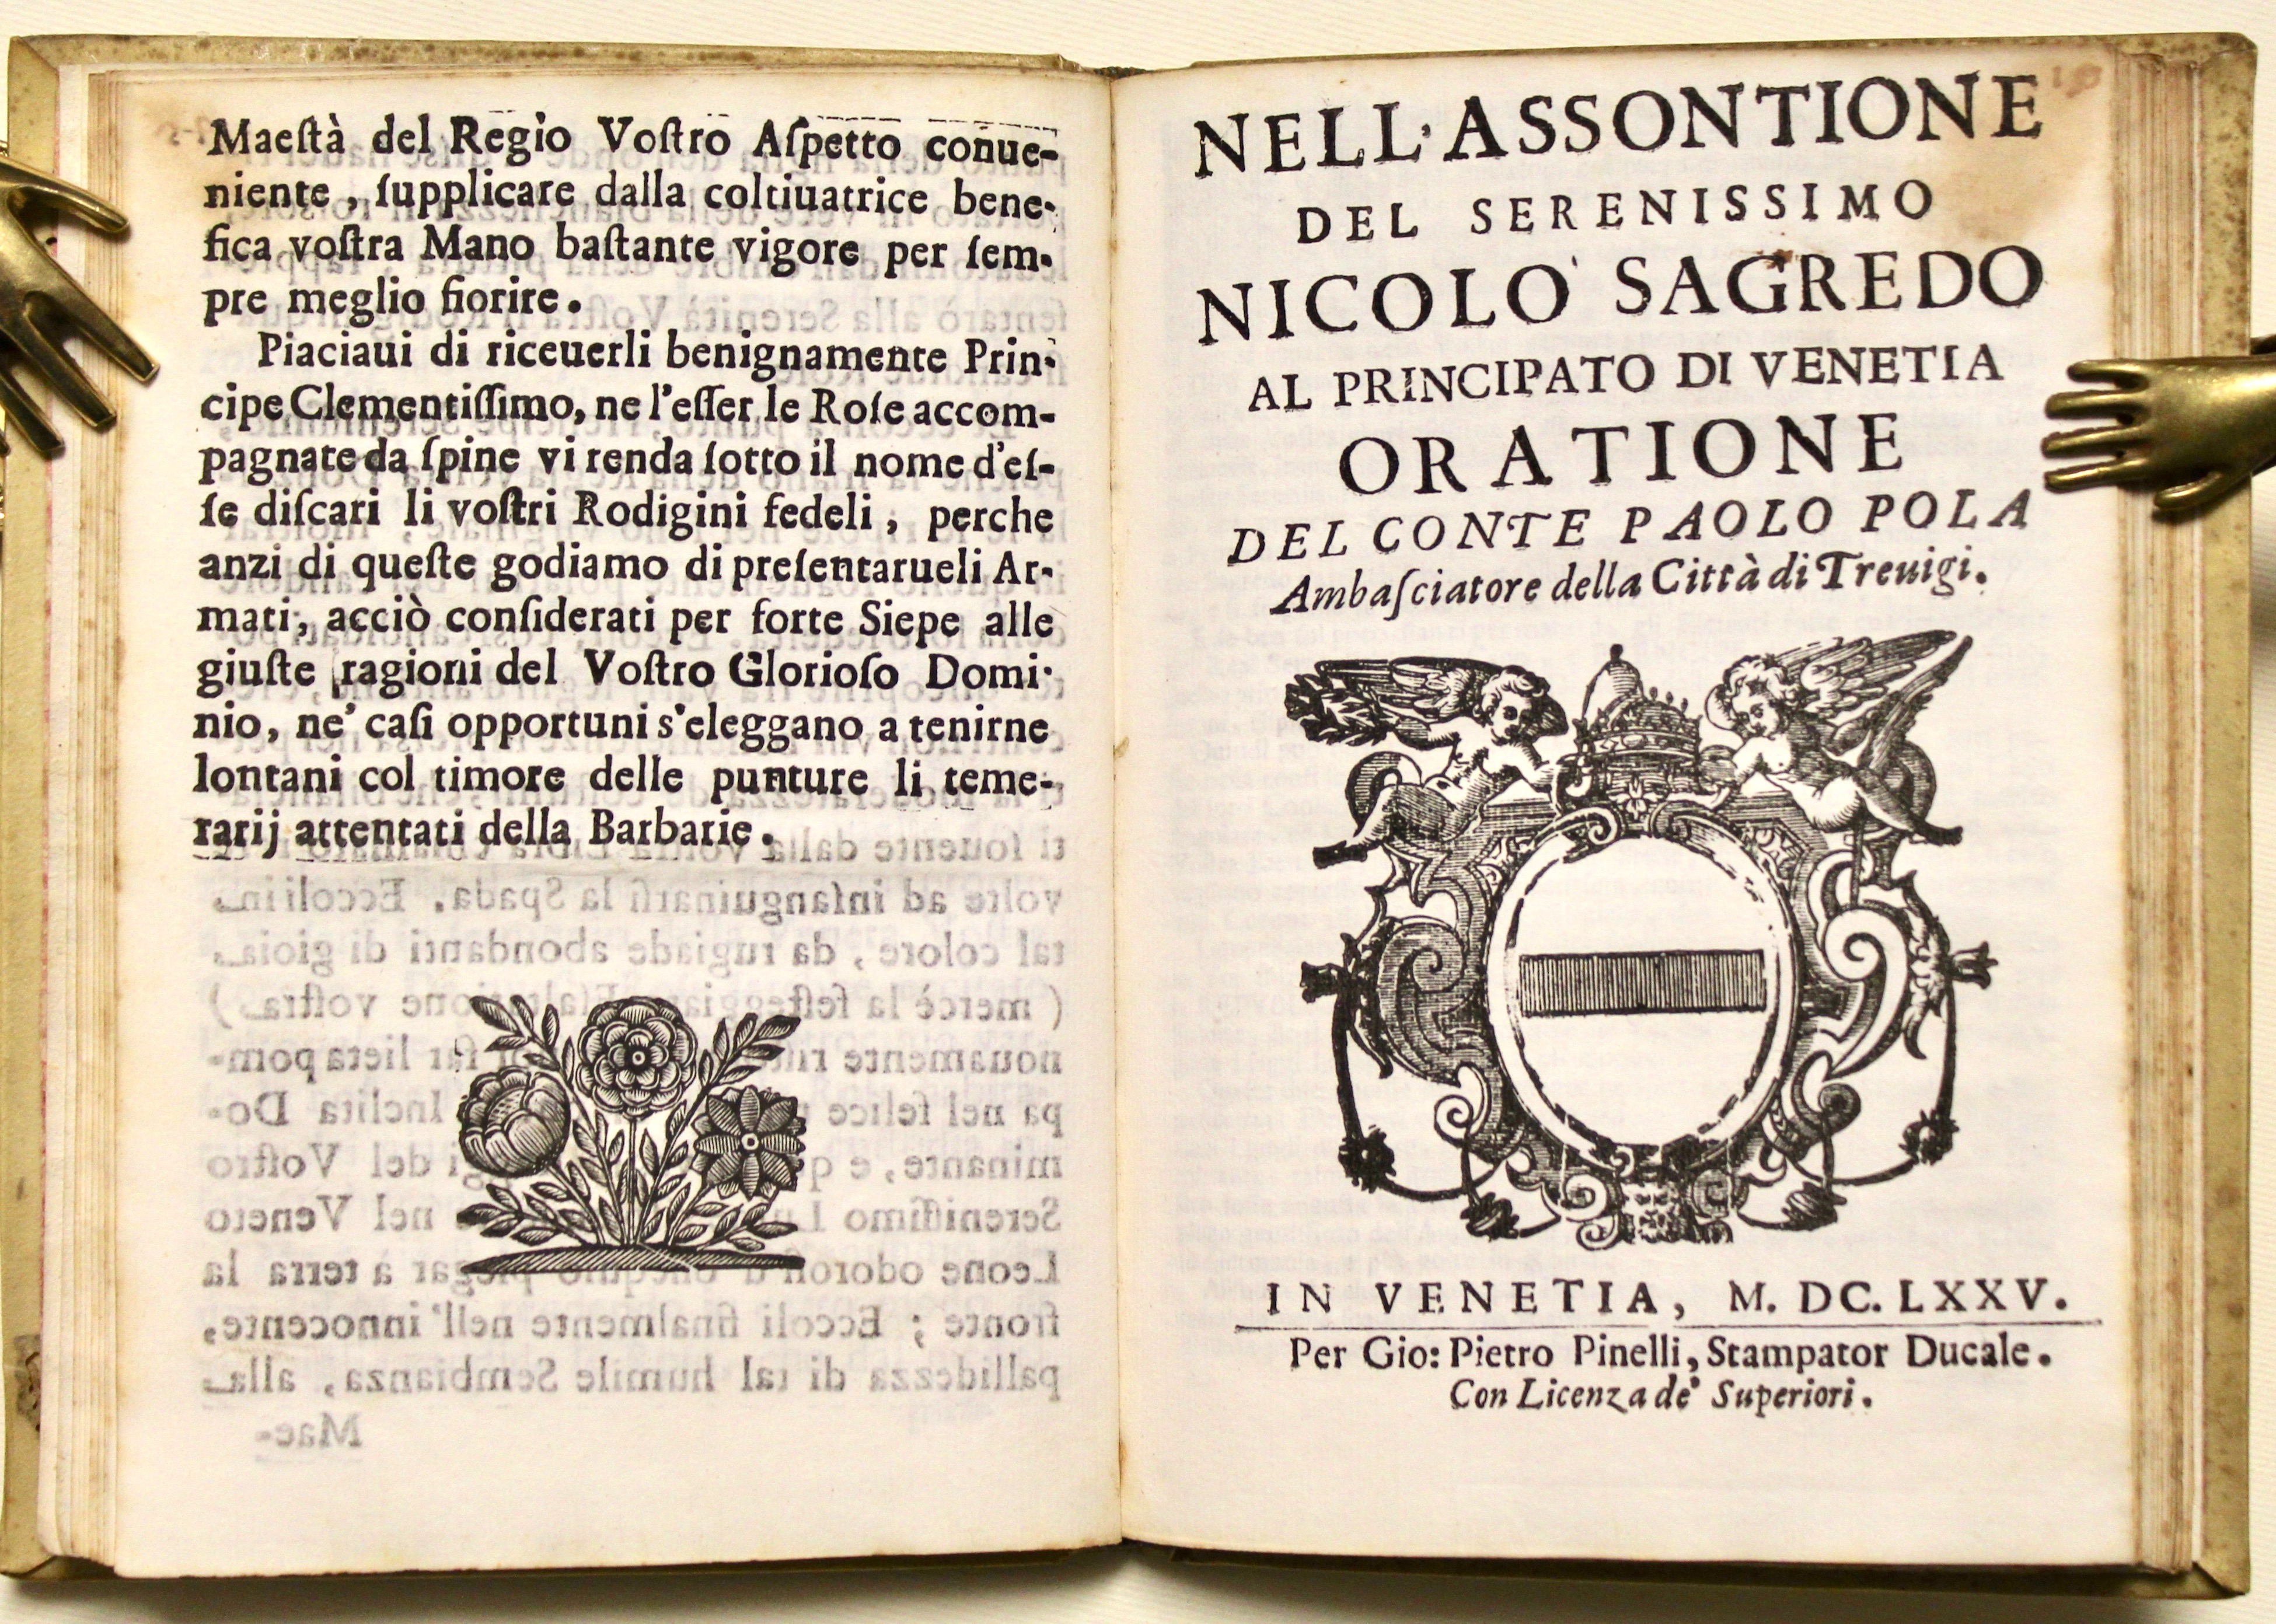 Maeſtà del Regio Voſtro Aſpetto conue-
niente, ſupplicare dalla coltiuatrice bene-
fica voſtra Mano baſtante vigore per ſem-
pre meglio fiorire.
Piaciaui di riceuerli benignamente Prin-
cipe Clementiſſimo, ne l'eſſer le Roſe accom-
pagnate da ſpine vi renda ſotto il nome d'eſ-
ſe diſcari li voſtri Rodigini fedeli, perche
anzi di queſte godiamo di preſentarueli Ar-
mati, acciò conſiderati per forte Siepe alle
giuſte ragioni del Voſtro Glorioſo Domi-
nio, ne' caſi opportuni s'eleggano a tenirne
lontani col timore delle punture li teme-
rarij attentati della Barbarie.
NELL'ASSONTIONE
DEL SERENISSIMO
NICOLO' SAGREDO
AL PRINCIPATO DI VENETIA
ORATIONE
DEL CONTE PAOLO POLA
Ambaſciatore della Città di Treuigi.
IN VENETIA, M. DC. LXXV.
Per Gio: Pietro Pinelli, Stampator Ducale.
Con Licenza de' Superiori.